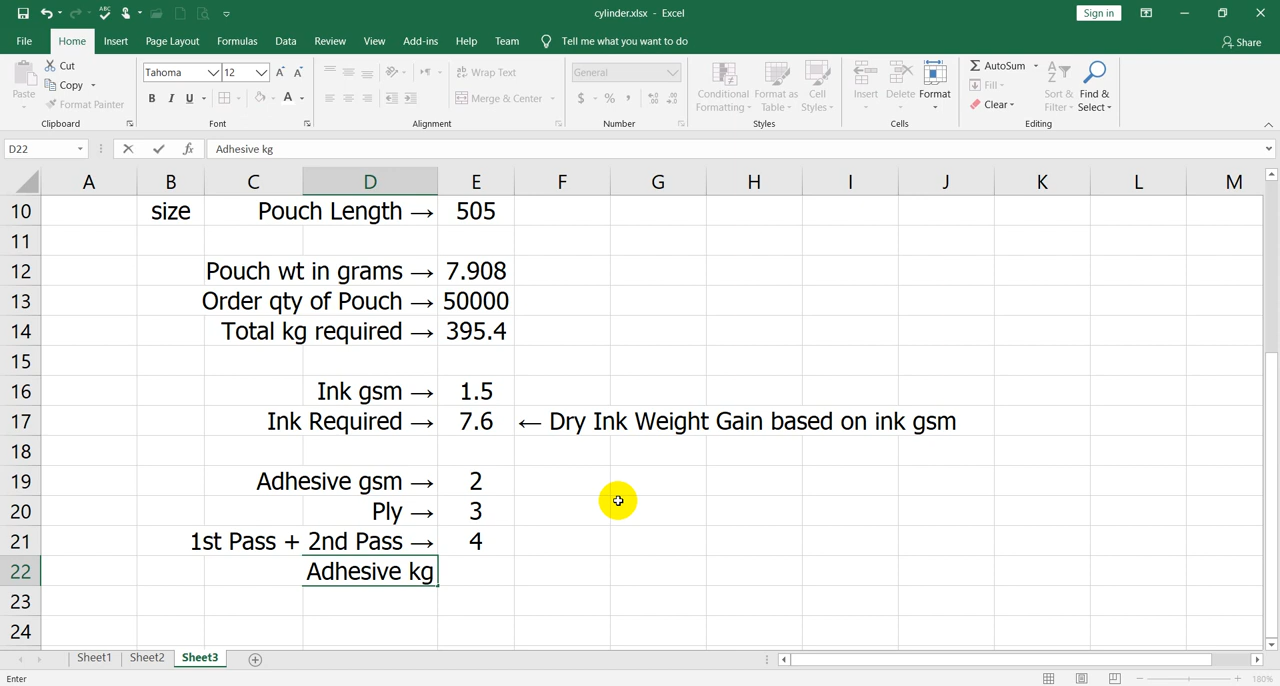 cylinder.xlsx - Excel
Sign in
File Home Insert Page Layout Formulas Data Review View Add-ins Help Team Tell me what you want to do Share
Paste
Cut
Copy
Format Painter
Clipboard
Tahoma 12
B I U
Font
Wrap Text
Merge & Center
Alignment
General
$ % ,
Number
Conditional Formatting
Format as Table
Cell Styles
Styles
Insert Delete Format
Cells
AutoSum
Fill
Clear
Sort & Filter
Find & Select
Editing
D22 fx Adhesive kg
A B C D E F G H I J K L M
10 size Pouch Length → 505
11
12 Pouch wt in grams → 7.908
13 Order qty of Pouch → 50000
14 Total kg required → 395.4
15
16 Ink gsm → 1.5
17 Ink Required → 7.6 ← Dry Ink Weight Gain based on ink gsm
18
19 Adhesive gsm → 2
20 Ply → 3
21 1st Pass + 2nd Pass → 4
22 Adhesive kg
23
24
Sheet1 Sheet2 Sheet3
Enter
180%